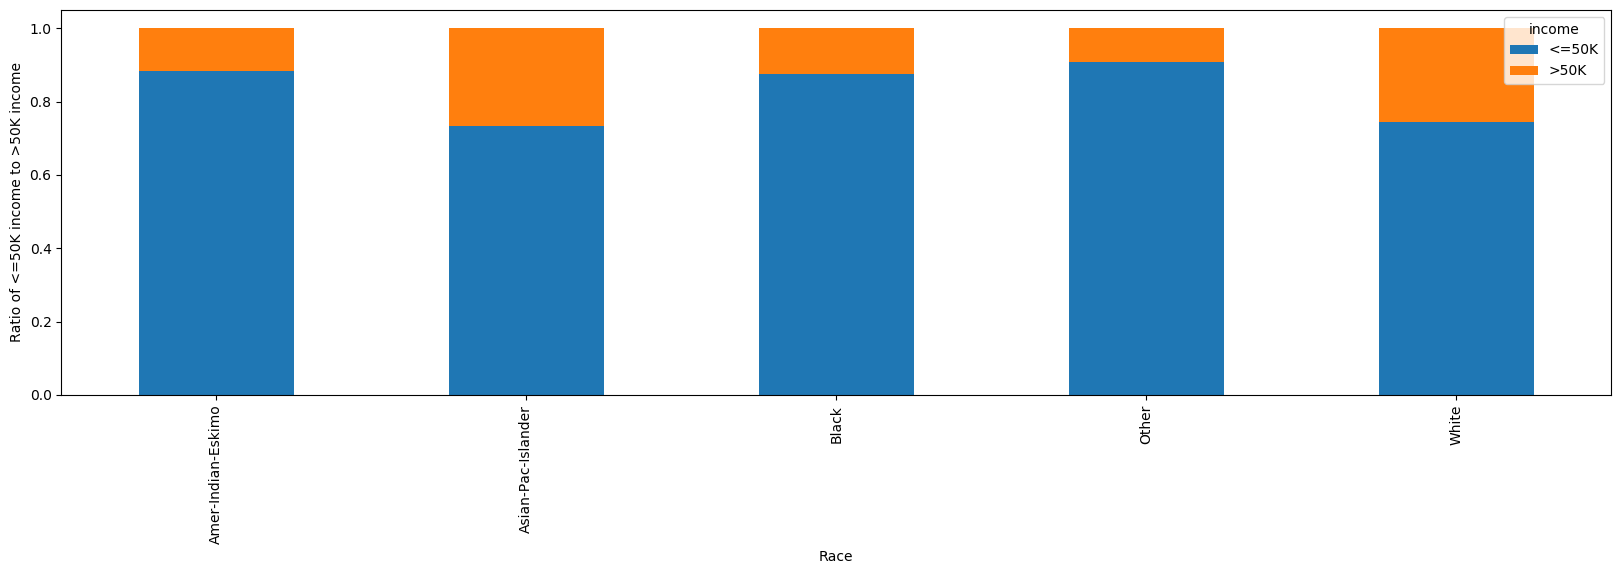 Ratio of <=50K income to >50K income
1.0
0.8
0.6
0.4
0.2
0.0
income
<=50K
>50K
Amer-Indian-Eskimo
Asian-Pac-Islander
Black
Other
White
Race